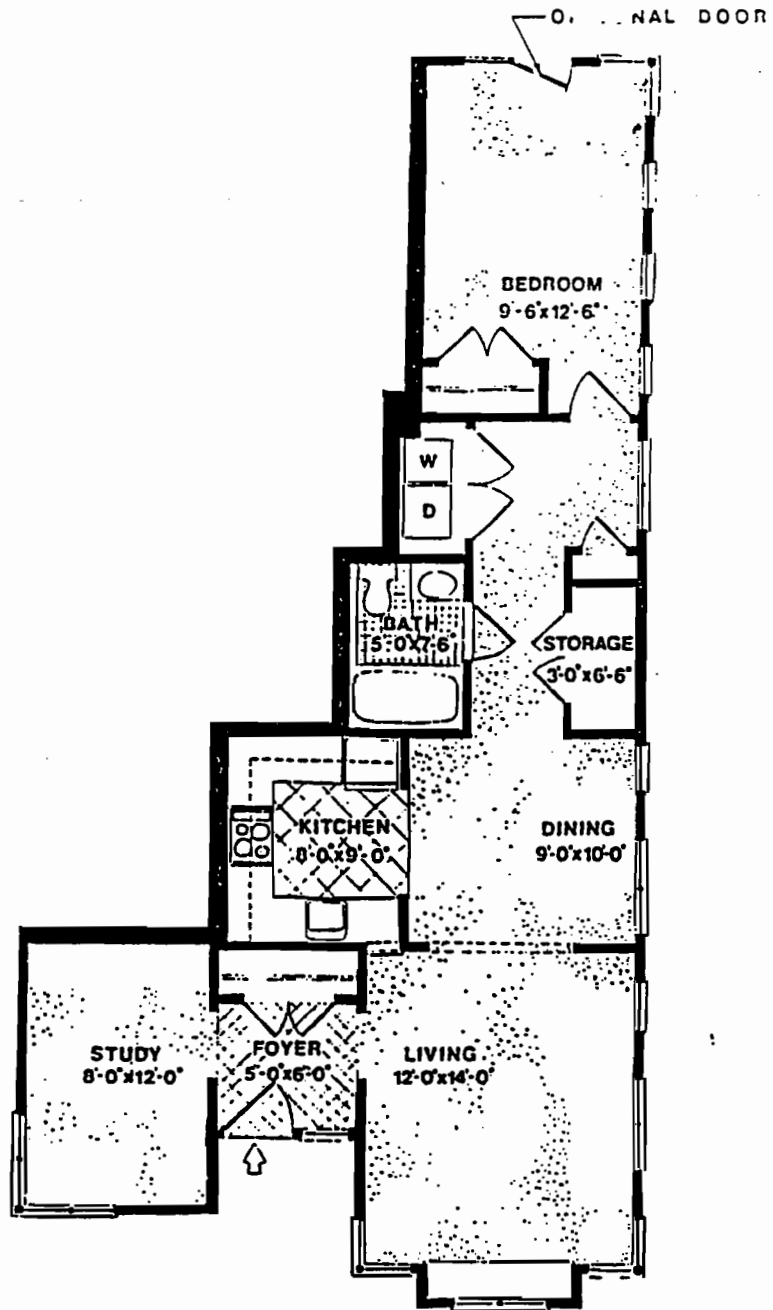 DOOR
BEDROOM
9'-6"x12'-6"
W
D
BATH
5'-0"x7'-6"
STORAGE
3'-0"x6'-6"
KITCHEN
8'-0"x9'-0"
DINING
9'-0"x10'-0"
STUDY
8'-0"x12'-0"
FOYER
5'-0"x6'-0"
LIVING
12'-0"x14'-0"